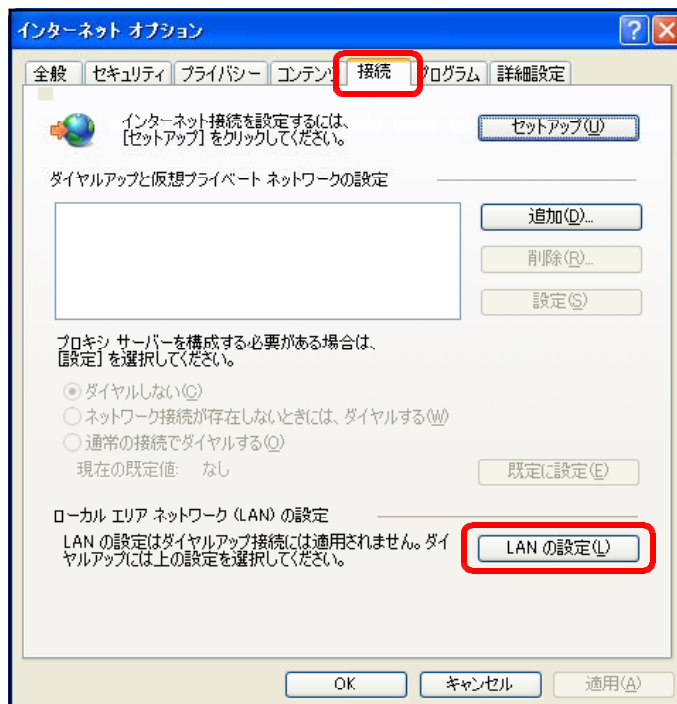 インターネット オプション
全般 セキュリティ プライバシー コンテンツ 接続 プログラム 詳細設定
インターネット接続を設定するには、
[セットアップ] をクリックしてください。
セットアップ(U)
ダイヤルアップと仮想プライベート ネットワークの設定
追加(D)...
削除(R)...
設定(S)
プロキシ サーバーを構成する必要がある場合は、
[設定] を選択してください。
ダイヤルしない(C)
ネットワーク接続が存在しないときには、ダイヤルする(W)
通常の接続でダイヤルする(O)
現在の既定値: なし
既定に設定(E)
ローカル エリア ネットワーク (LAN) の設定
LAN の設定はダイヤルアップ接続には適用されません。ダイ
ヤルアップには上の設定を選択してください。
LAN の設定(L)
OK キャンセル 適用(A)